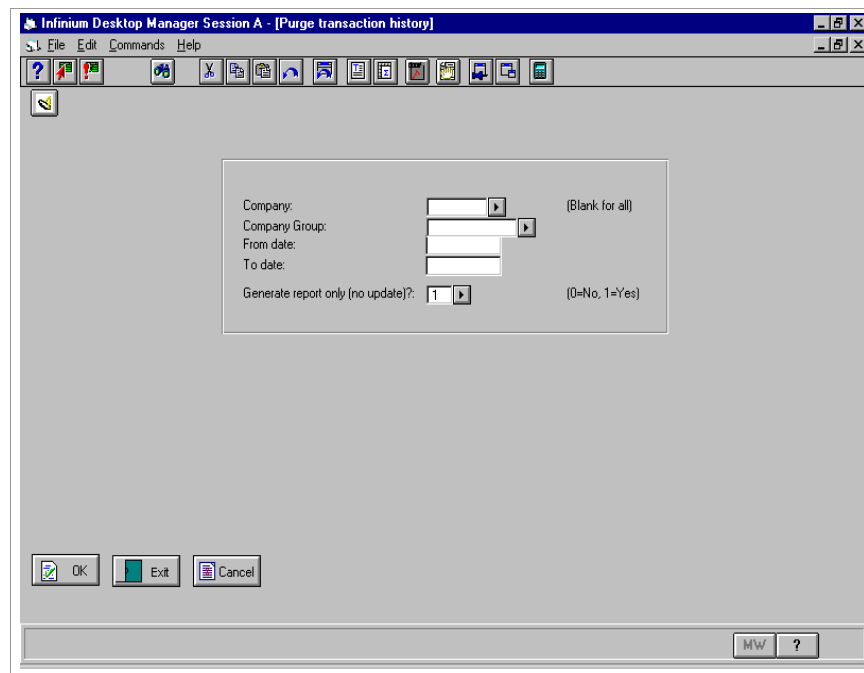 Infinium Desktop Manager Session A - [Purge transaction history]
File Edit Commands Help
Company: (Blank for all)
Company Group:
From date:
To date:
Generate report only (no update)?: 1 (0=No, 1=Yes)
OK Exit Cancel
MW ?